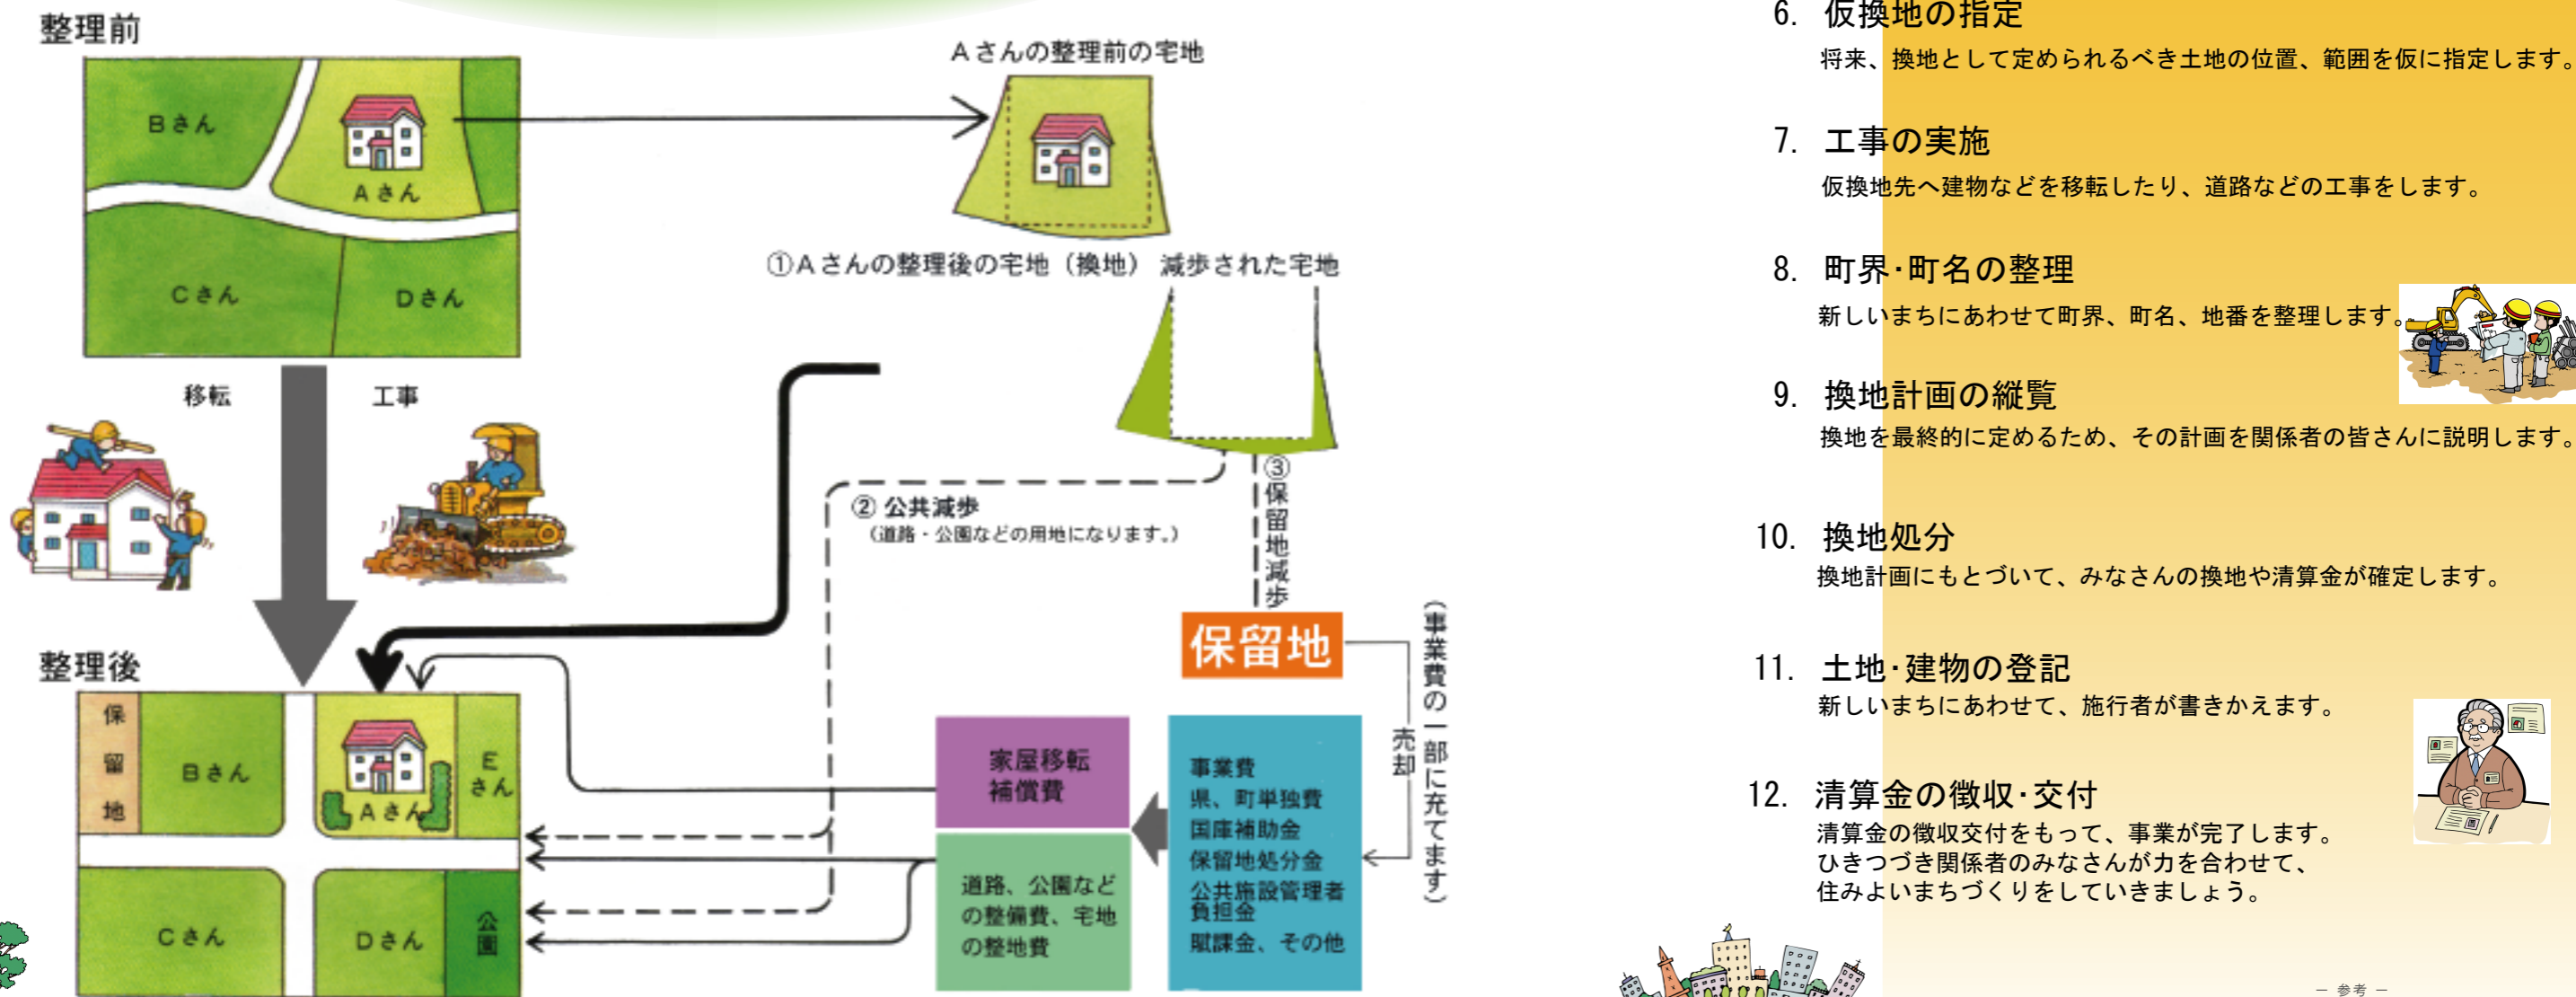 整理前
Bさん
Aさん
Cさん
Dさん
Aさんの整理前の宅地
①Aさんの整理後の宅地（換地） 減歩された宅地
移転
工事
② 公共減歩
（道路・公園などの用地になります。）
③保留地減歩
保留地
売却
（事業費の一部に充てます）
家屋移転
補償費
道路、公園など
の整備費、宅地
の整地費
事業費
県、町単独費
国庫補助金
保留地処分金
公共施設管理者
負担金
賦課金、その他
整理後
保留地
Bさん
Aさん
Eさん
Cさん
Dさん
公園
6. 仮換地の指定
将来、換地として定められるべき土地の位置、範囲を仮に指定します。
7. 工事の実施
仮換地先へ建物などを移転したり、道路などの工事をします。
8. 町界･町名の整理
新しいまちにあわせて町界、町名、地番を整理します。
9. 換地計画の縦覧
換地を最終的に定めるため、その計画を関係者の皆さんに説明します。
10. 換地処分
換地計画にもとづいて、みなさんの換地や清算金が確定します。
11. 土地･建物の登記
新しいまちにあわせて、施行者が書きかえます。
12. 清算金の徴収･交付
清算金の徴収交付をもって、事業が完了します。
ひきつづき関係者のみなさんが力を合わせて、
住みよいまちづくりをしていきましょう。
－ 参考 －